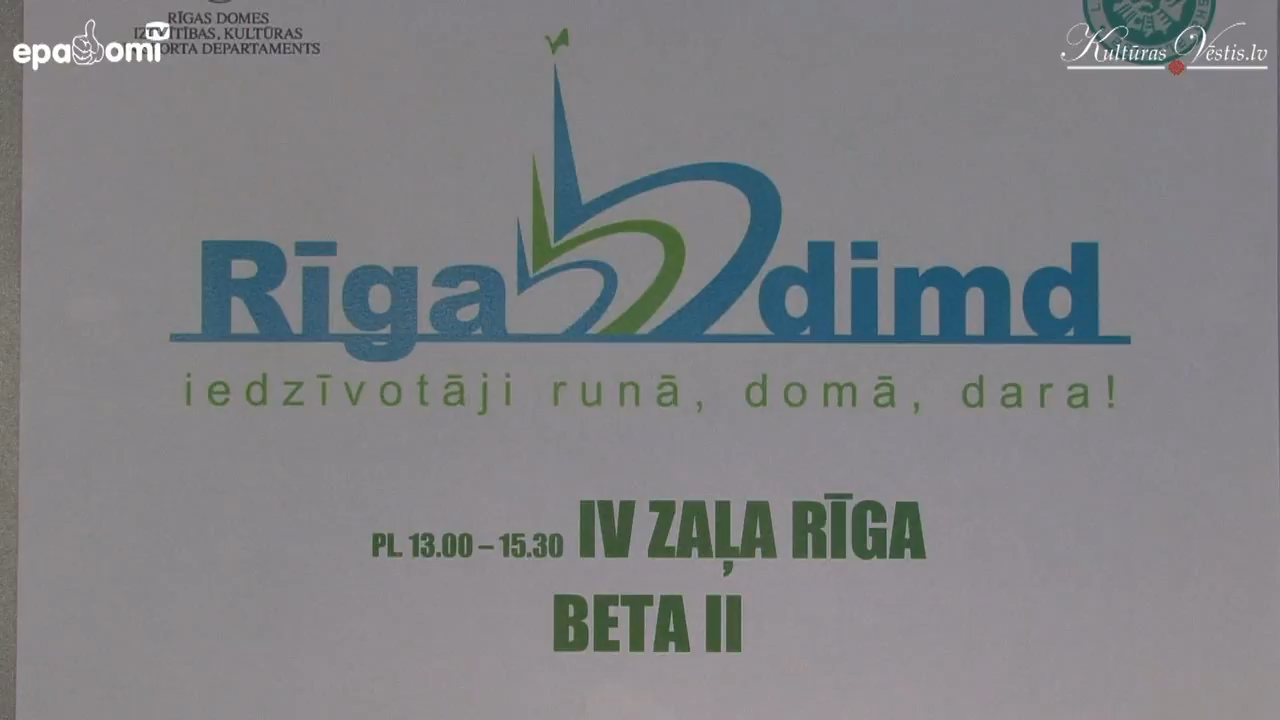 RĪGAS DOMES
IZGLĪTĪBAS, KULTŪRAS
SPORTA DEPARTAMENTS
epadomi TV
Kultūras Vēstis.lv
Rīga dimd
iedzīvotāji runā, domā, dara!
PL. 13.00 – 15.30 IV ZAĻA RĪGA
BETA II